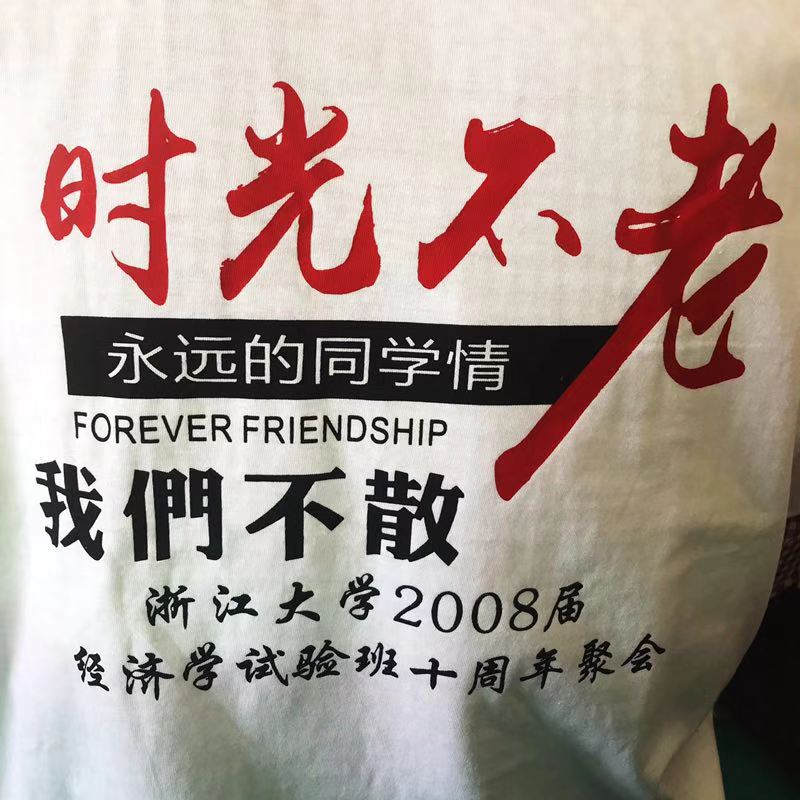 时光不老
永远的同学情
FOREVER FRIENDSHIP
我們不散
浙江大学2008届
经济学试验班十周年聚会